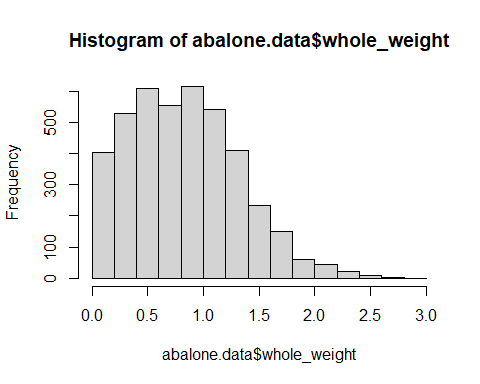 Histogram of abalone.data$whole_weight
Frequency
500
300
100
0
0.0 0.5 1.0 1.5 2.0 2.5 3.0
abalone.data$whole_weight